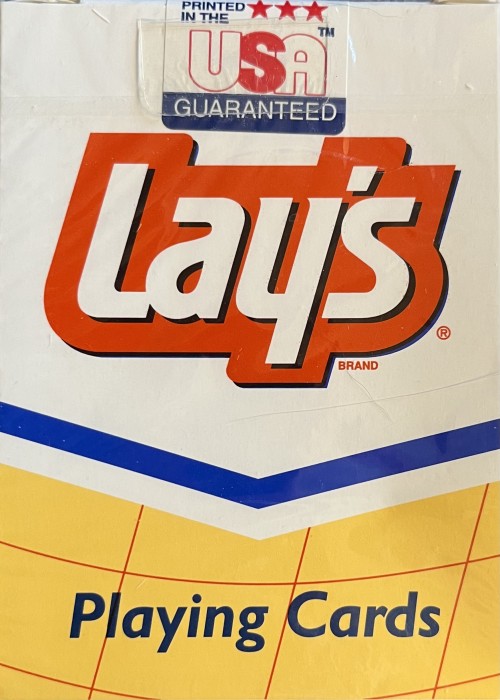 PRINTED
IN THE
USA™
GUARANTEED
Lay's®
BRAND
Playing Cards